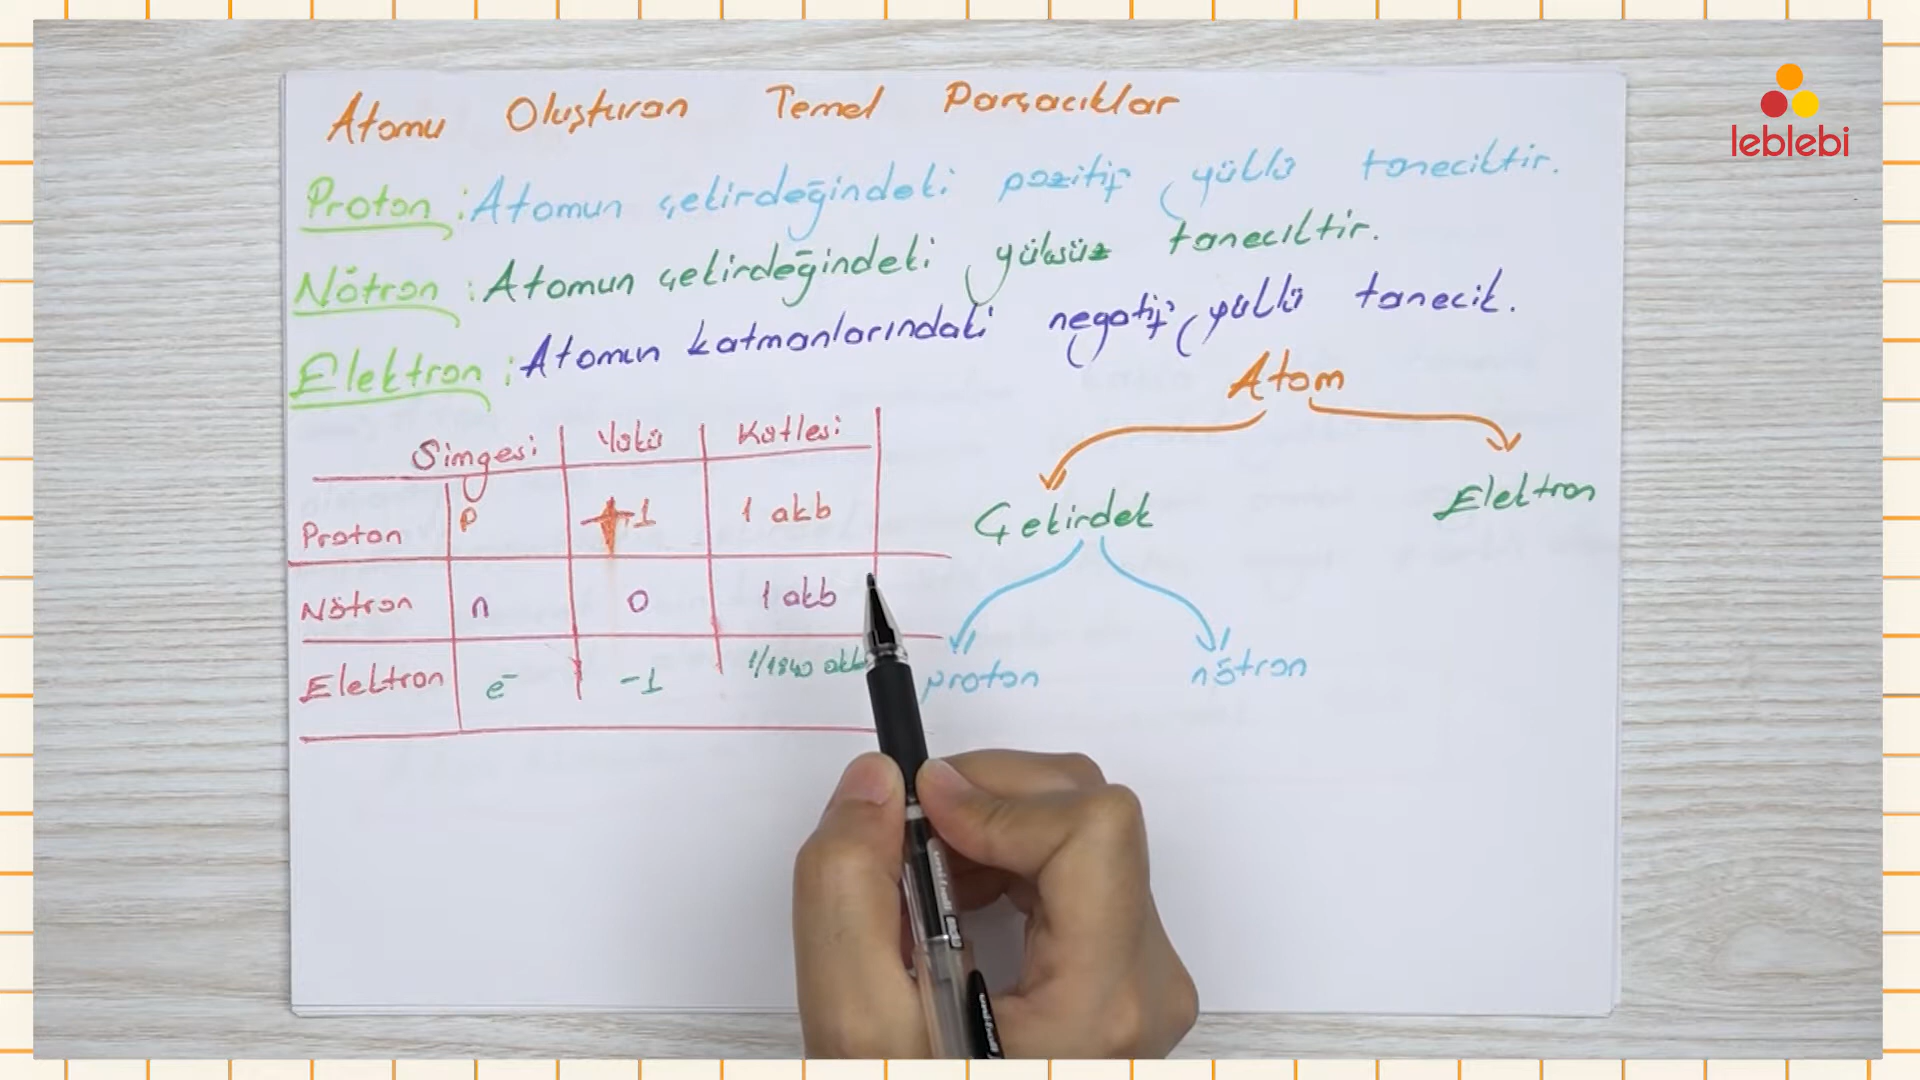 Atomu Oluşturan Temel Parçacıklar
leblebi
Proton : Atomun çekirdeğindeki pozitif yüklü taneciktir.
Nötron : Atomun çekirdeğindeki yüksüz taneciktir.
Elektron : Atomun katmanlarındaki negatif yüklü tanecik.
Simgesi Yükü Kütlesi
Proton P +1 1 akb
Nötron n 0 1 akb
Elektron e⁻ -1 1/1840 akb
Atom
Çekirdek Elektron
proton nötron